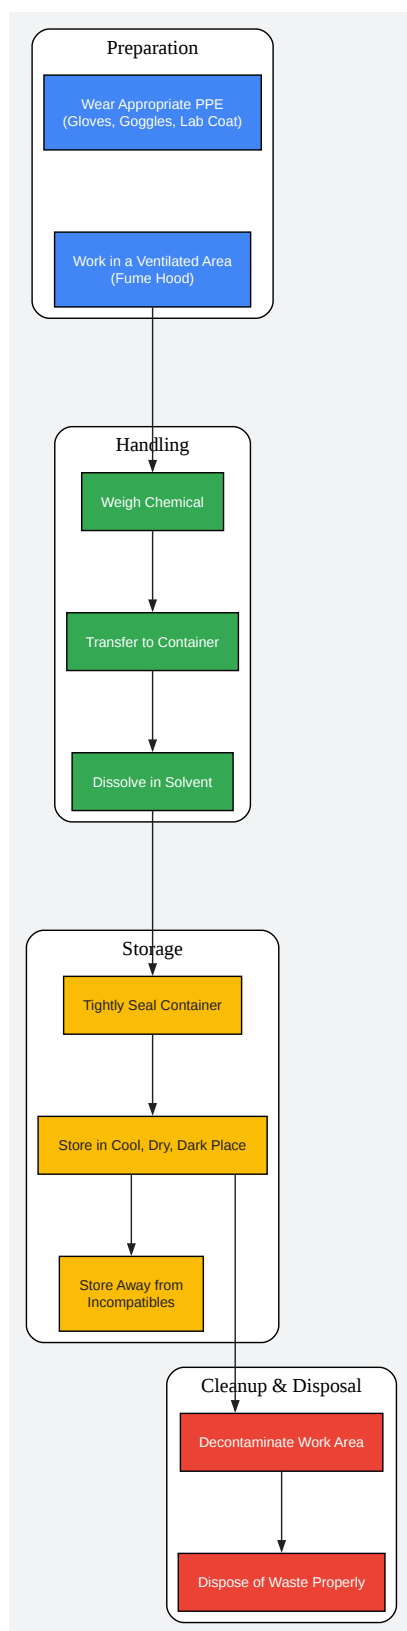 Preparation
Wear Appropriate PPE
(Gloves, Goggles, Lab Coat)
Work in a Ventilated Area
(Fume Hood)
Handling
Weigh Chemical
Transfer to Container
Dissolve in Solvent
Storage
Tightly Seal Container
Store in Cool, Dry, Dark Place
Store Away from
Incompatibles
Cleanup & Disposal
Decontaminate Work Area
Dispose of Waste Properly